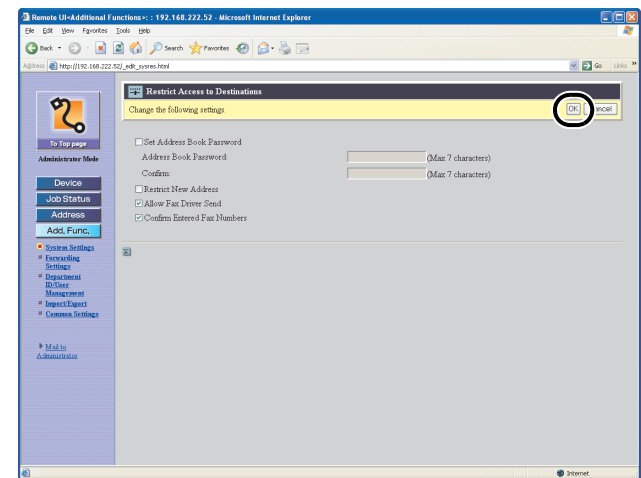 Remote UI<Additional Functions>: : 192.168.222.52 - Microsoft Internet Explorer
File Edit View Favorites Tools Help
Back Search Favorites
Address http://192.168.222.52/_edit_sysres.html Go Links »
Restrict Access to Destinations
Change the following settings. OK Cancel
To Top page
Administrator Mode
Device
Job Status
Address
Add. Func.
System Settings
Forwarding
Settings
Department
ID/User
Management
Import/Export
Common Settings
Mail to
Administrator
Set Address Book Password
Address Book Password: (Max 7 characters)
Confirm: (Max 7 characters)
Restrict New Address
Allow Fax Driver Send
Confirm Entered Fax Numbers
Internet